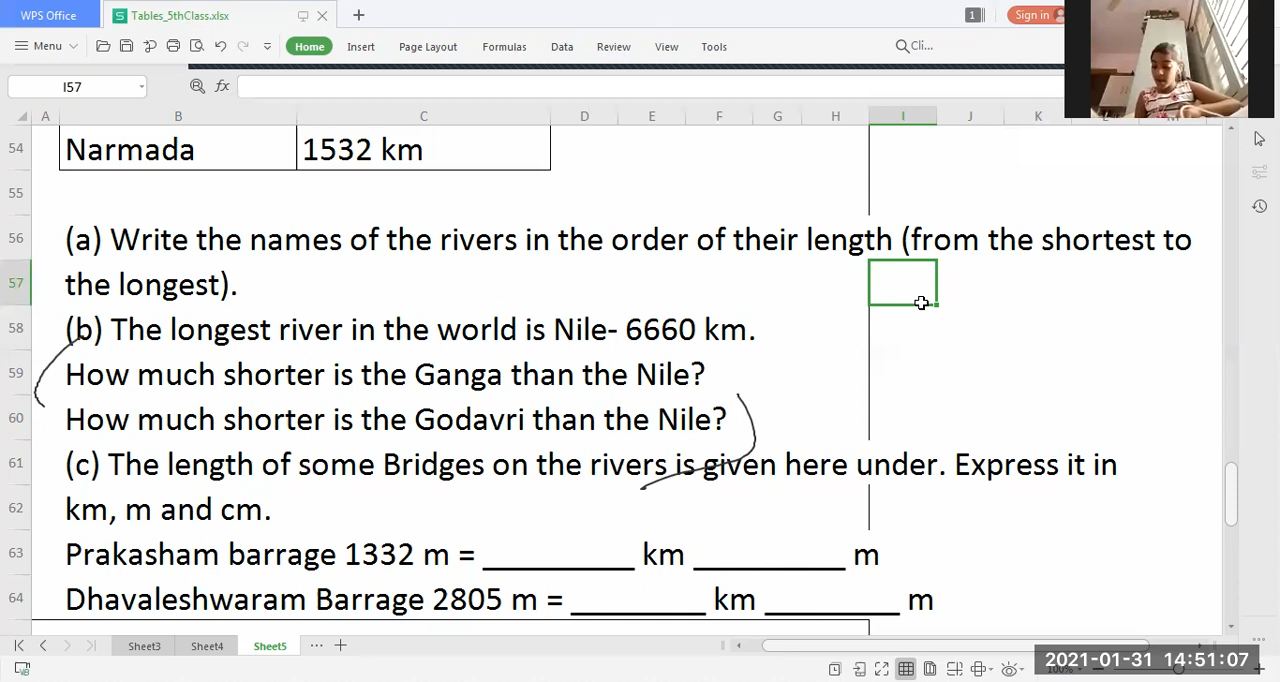 WPS Office
Tables_5thClass.xlsx
1
Sign in
Menu
Home
Insert
Page Layout
Formulas
Data
Review
View
Tools
Cli...
I57
fx
A B C D E F G H I J K
54 Narmada 1532 km
55
56 (a) Write the names of the rivers in the order of their length (from the shortest to
57 the longest).
58 (b) The longest river in the world is Nile- 6660 km.
59 How much shorter is the Ganga than the Nile?
60 How much shorter is the Godavri than the Nile?
61 (c) The length of some Bridges on the rivers is given here under. Express it in
62 km, m and cm.
63 Prakasham barrage 1332 m = __________ km __________ m
64 Dhavaleshwaram Barrage 2805 m = _________ km _________ m
Sheet3 Sheet4 Sheet5 ...
2021-01-31 14:51:07